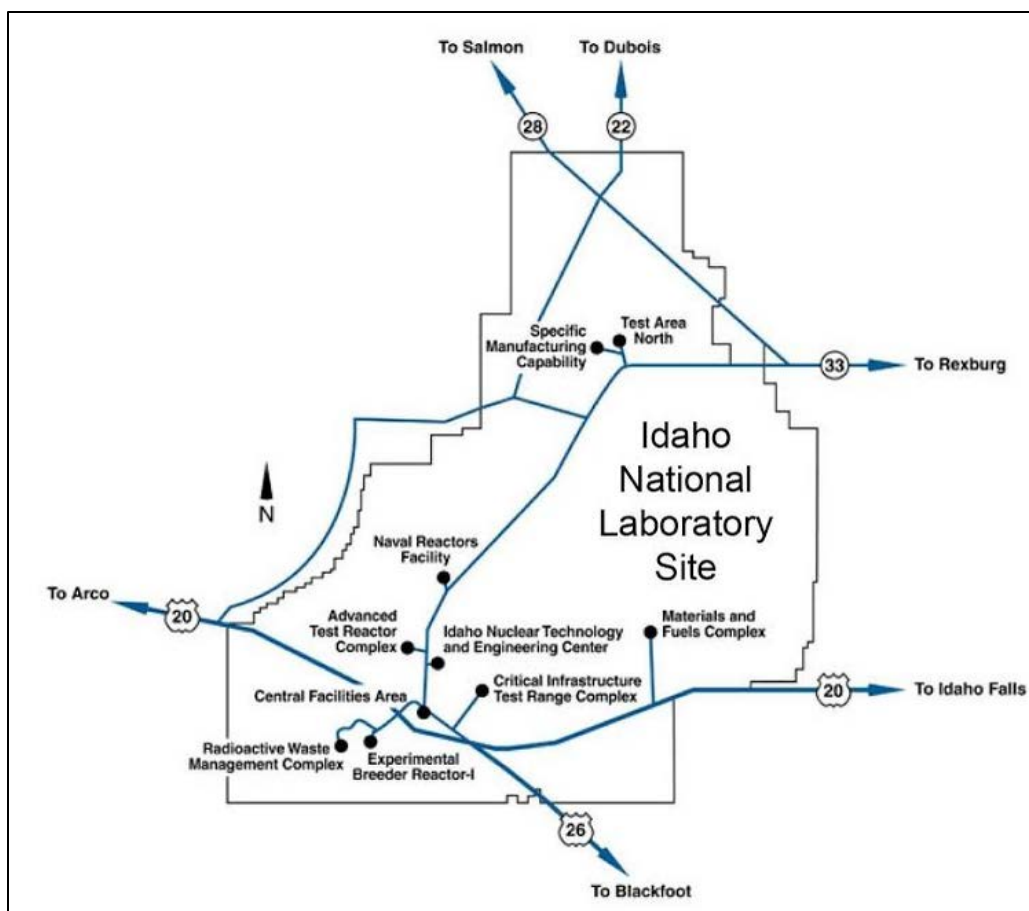 To Salmon
To Dubois
28
22
Specific
Manufacturing
Capability
Test Area
North
33
To Rexburg
Idaho
National
Laboratory
Site
N
Naval Reactors
Facility
To Arco
20
Advanced
Test Reactor
Complex
Idaho Nuclear Technology
and Engineering Center
Materials and
Fuels Complex
Central Facilities Area
Critical Infrastructure
Test Range Complex
20
To Idaho Falls
Radioactive Waste
Management Complex
Experimental
Breeder Reactor-I
26
To Blackfoot